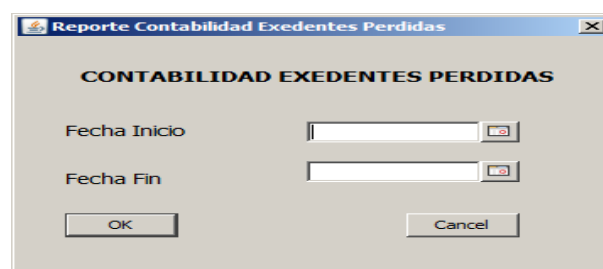 Reporte Contabilidad Exedentes Perdidas
CONTABILIDAD EXEDENTES PERDIDAS
Fecha Inicio
Fecha Fin
OK Cancel